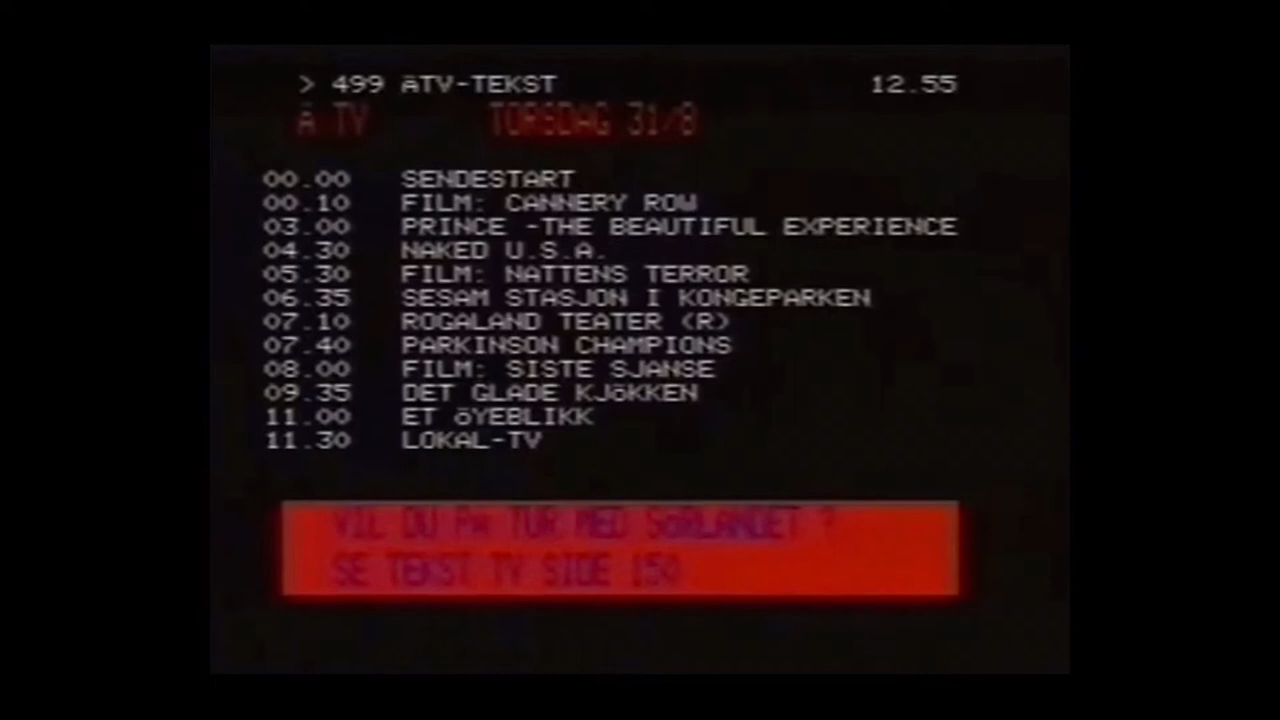 > 499 äTV-TEKST 12.55
Ä TV TORSDAG 31/8
00.00 SENDESTART
00.10 FILM: CANNERY ROW
03.00 PRINCE -THE BEAUTIFUL EXPERIENCE
04.30 NAKED U.S.A.
05.30 FILM: NATTENS TERROR
06.35 SESAM STASJON I KONGEPARKEN
07.10 ROGALAND TEATER (R)
07.40 PARKINSON CHAMPIONS
08.00 FILM: SISTE SJANSE
09.35 DET GLADE KJöKKEN
11.00 ET öYEBLIKK
11.30 LOKAL-TV
VIL DU På TUR MED SöRLANDET ?
SE TEKST TV SIDE 150